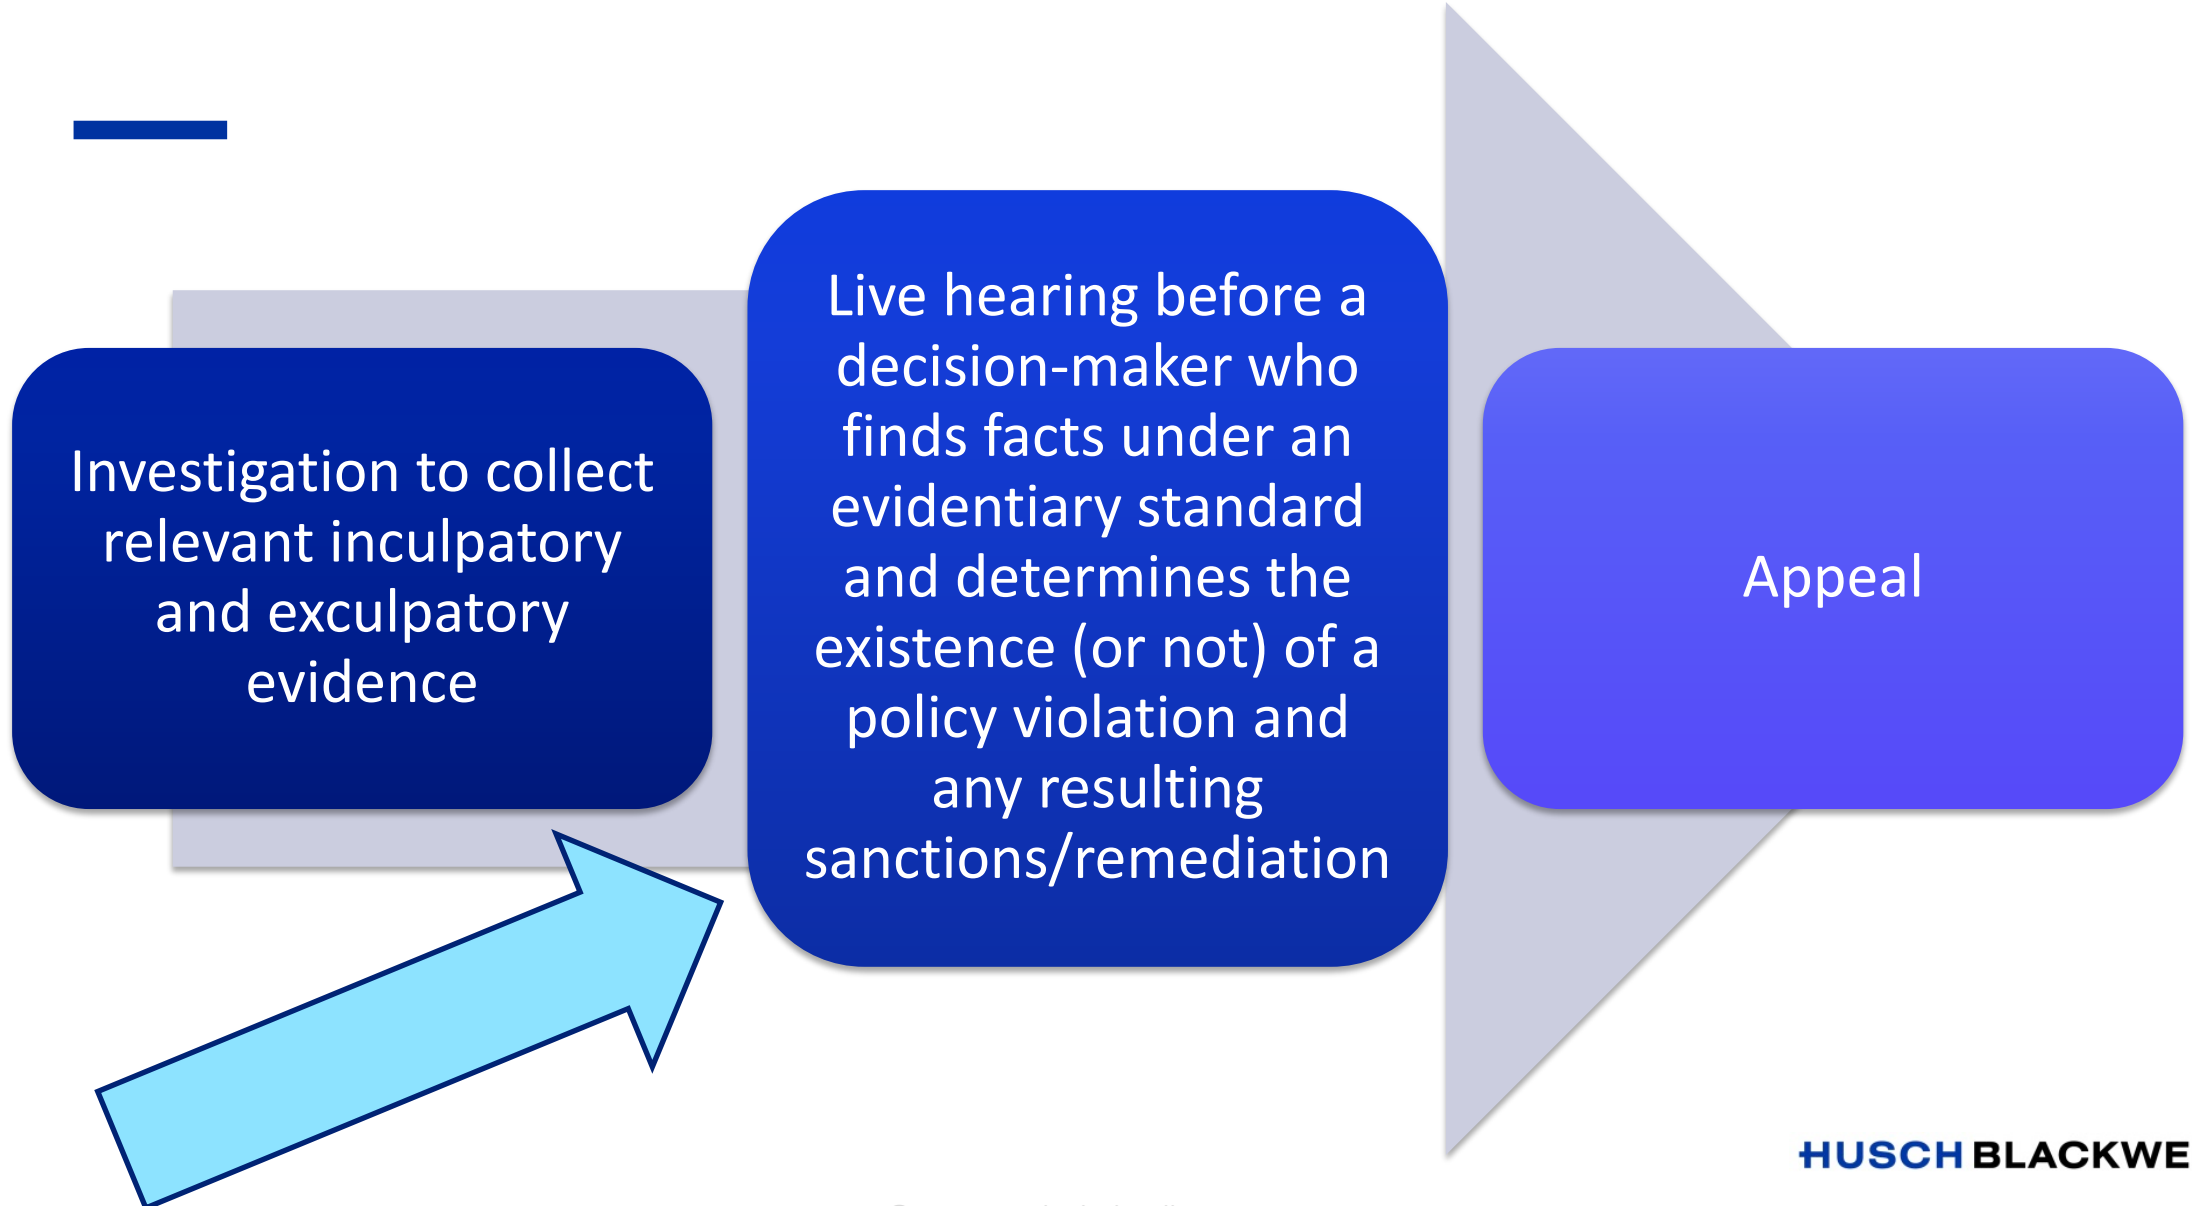 Investigation to collect
relevant inculpatory
and exculpatory
evidence
Live hearing before a
decision-maker who
finds facts under an
evidentiary standard
and determines the
existence (or not) of a
policy violation and
any resulting
sanctions/remediation
Appeal
HUSCH BLACKWE